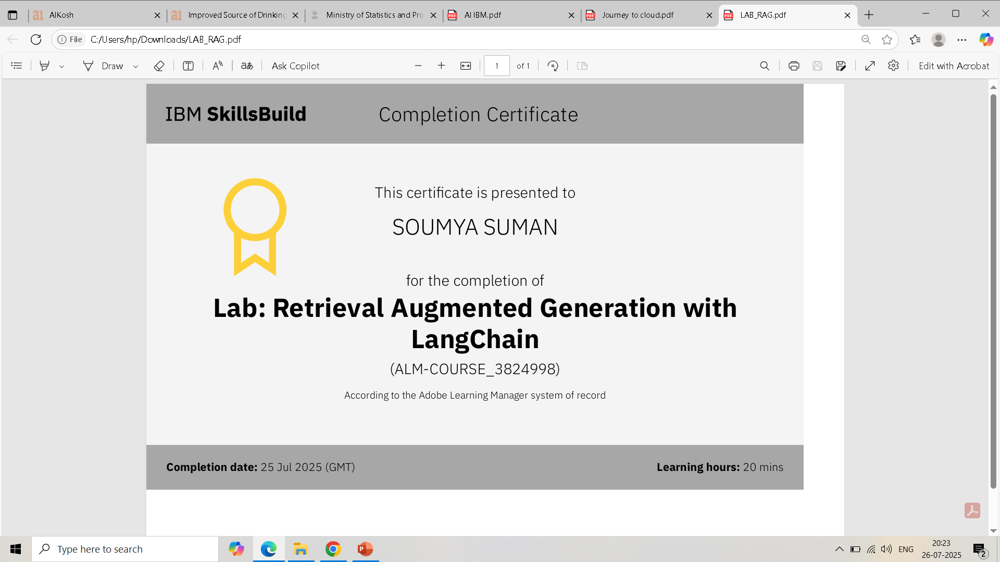 AIKosh
Improved Source of Drinking
Ministry of Statistics and Pro
AI IBM.pdf
Journey to cloud.pdf
LAB_RAG.pdf
File
C:/Users/hp/Downloads/LAB_RAG.pdf
Draw
Ask Copilot
1
of 1
Edit with Acrobat
IBM SkillsBuild
Completion Certificate
This certificate is presented to
SOUMYA SUMAN
for the completion of
Lab: Retrieval Augmented Generation with
LangChain
(ALM-COURSE_3824998)
According to the Adobe Learning Manager system of record
Completion date: 25 Jul 2025 (GMT)
Learning hours: 20 mins
Type here to search
ENG
20:23
26-07-2025
2